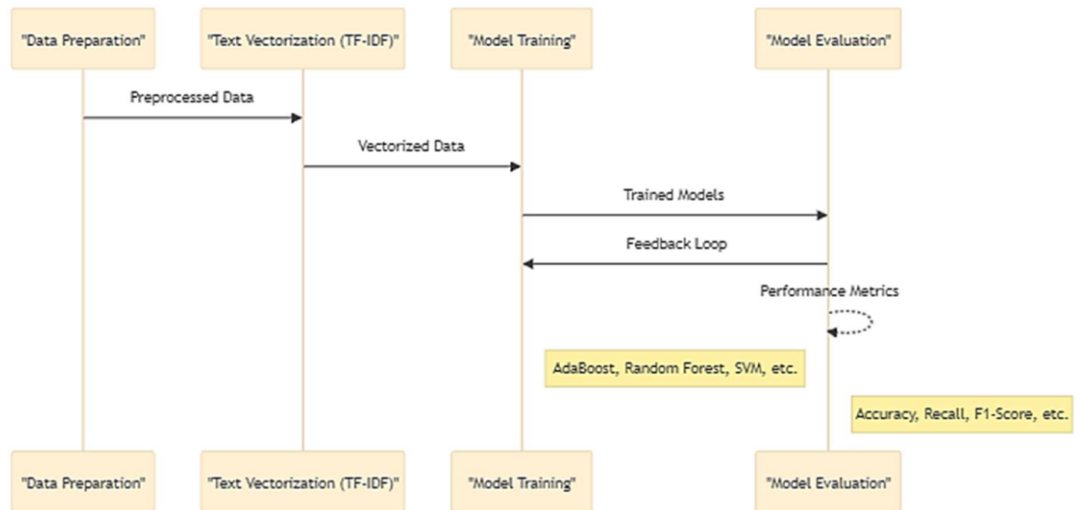 "Data Preparation"
"Text Vectorization (TF-IDF)"
"Model Training"
"Model Evaluation"
Preprocessed Data
Vectorized Data
Trained Models
Feedback Loop
Performance Metrics
AdaBoost, Random Forest, SVM, etc.
Accuracy, Recall, F1-Score, etc.
"Data Preparation"
"Text Vectorization (TF-IDF)"
"Model Training"
"Model Evaluation"